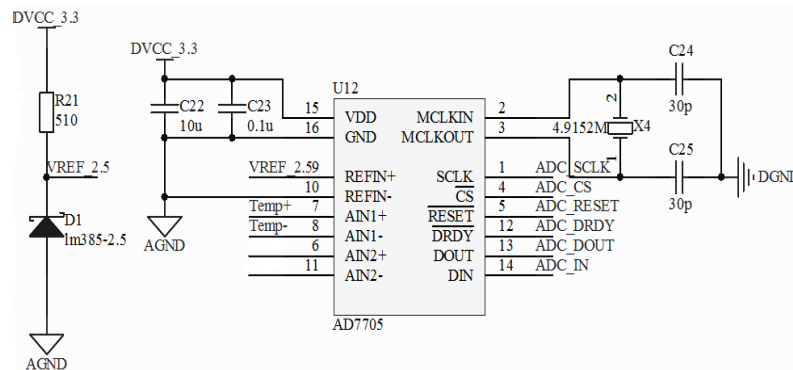 DVCC_3.3
R21
510
VREF_2.5
D1
lm385-2.5
AGND
DVCC_3.3
C22
10u
C23
0.1u
AGND
U12
15 VDD MCLKIN 2
16 GND MCLKOUT 3
VREF_2.59 REFIN+ SCLK 1 ADC_SCLK
10 REFIN- CS 4 ADC_CS
Temp+ 7 AIN1+ RESET 5 ADC_RESET
Temp- 8 AIN1- DRDY 12 ADC_DRDY
6 AIN2+ DOUT 13 ADC_DOUT
11 AIN2- DIN 14 ADC_IN
AD7705
C24
30p
2
4.9152M X4
1
C25
30p
DGND